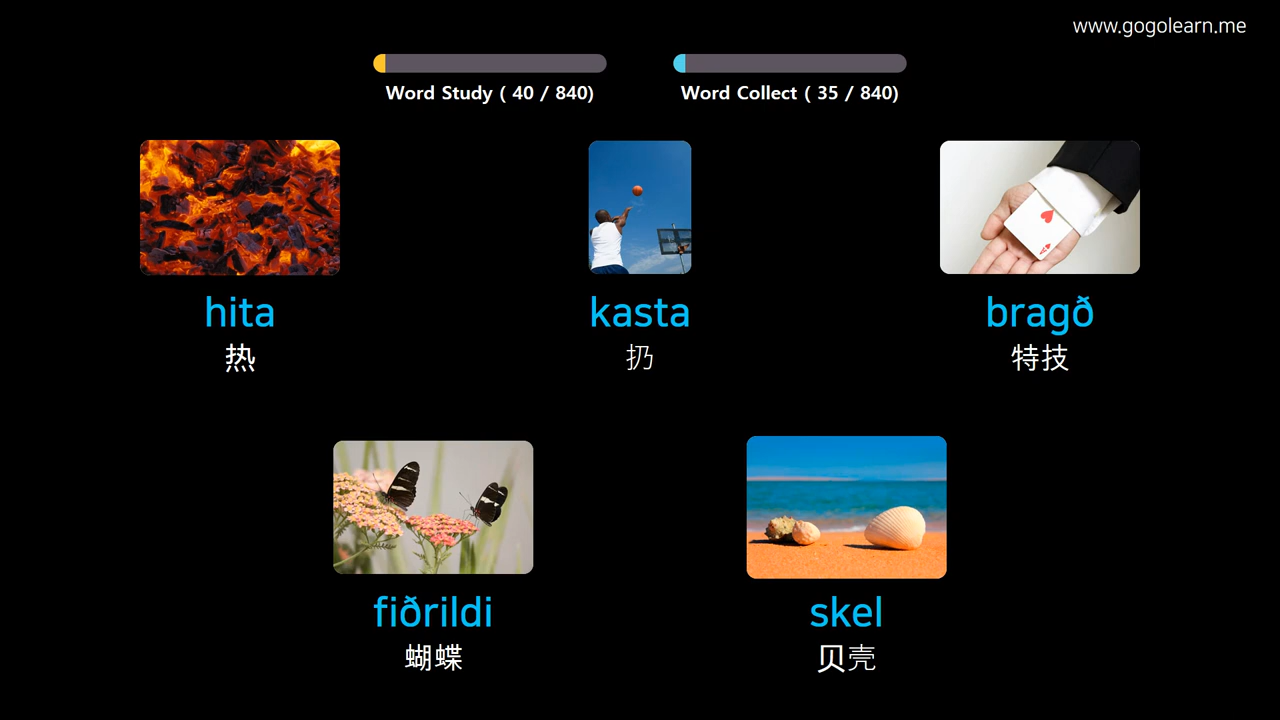 www.gogolearn.me
Word Study ( 40 / 840)
Word Collect ( 35 / 840)
hita
热
kasta
扔
bragð
特技
fiðrildi
蝴蝶
skel
贝壳